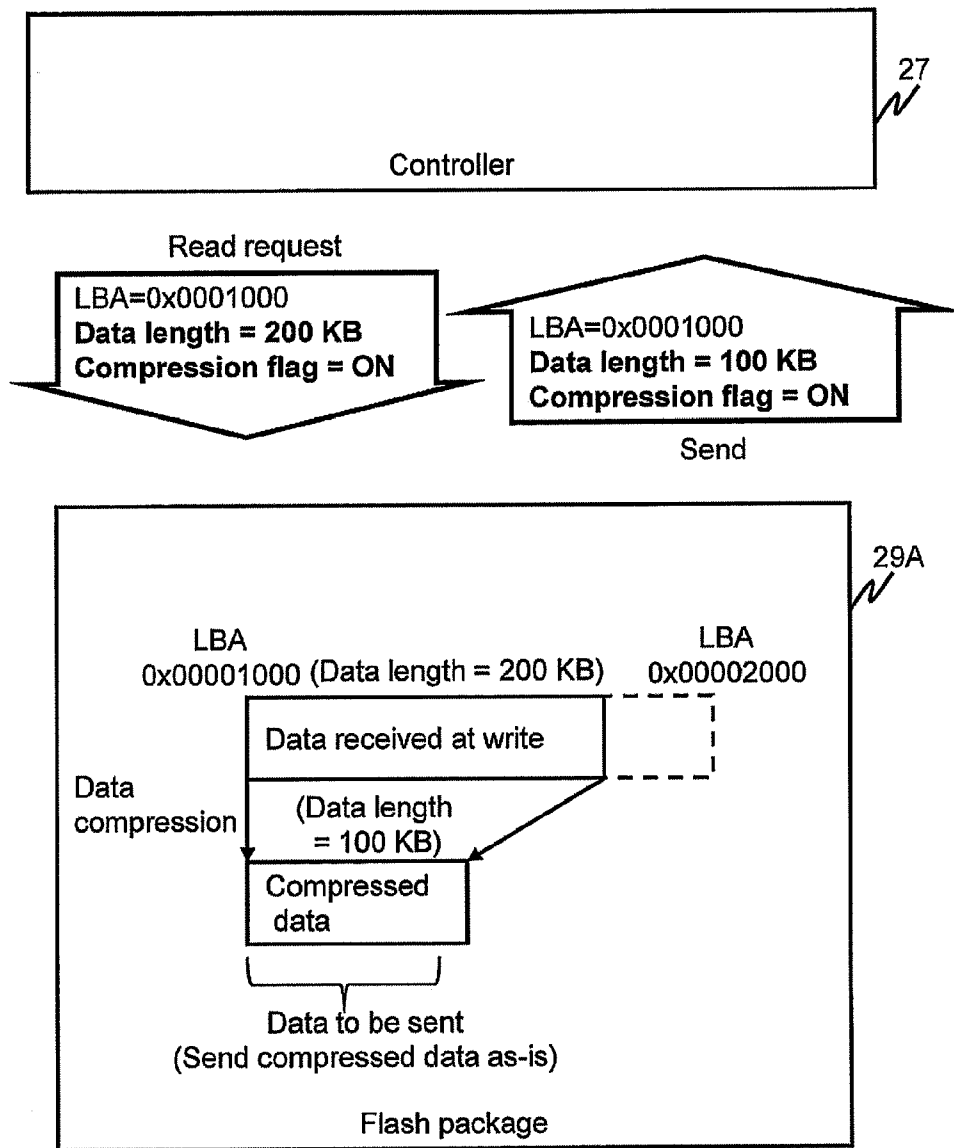 27
Controller
Read request
LBA=0x0001000
Data length = 200 KB
Compression flag = ON
LBA=0x0001000
Data length = 100 KB
Compression flag = ON
Send
29A
LBA
0x00001000 (Data length = 200 KB)
LBA
0x00002000
Data received at write
Data
compression
(Data length
= 100 KB)
Compressed
data
Data to be sent
(Send compressed data as-is)
Flash package